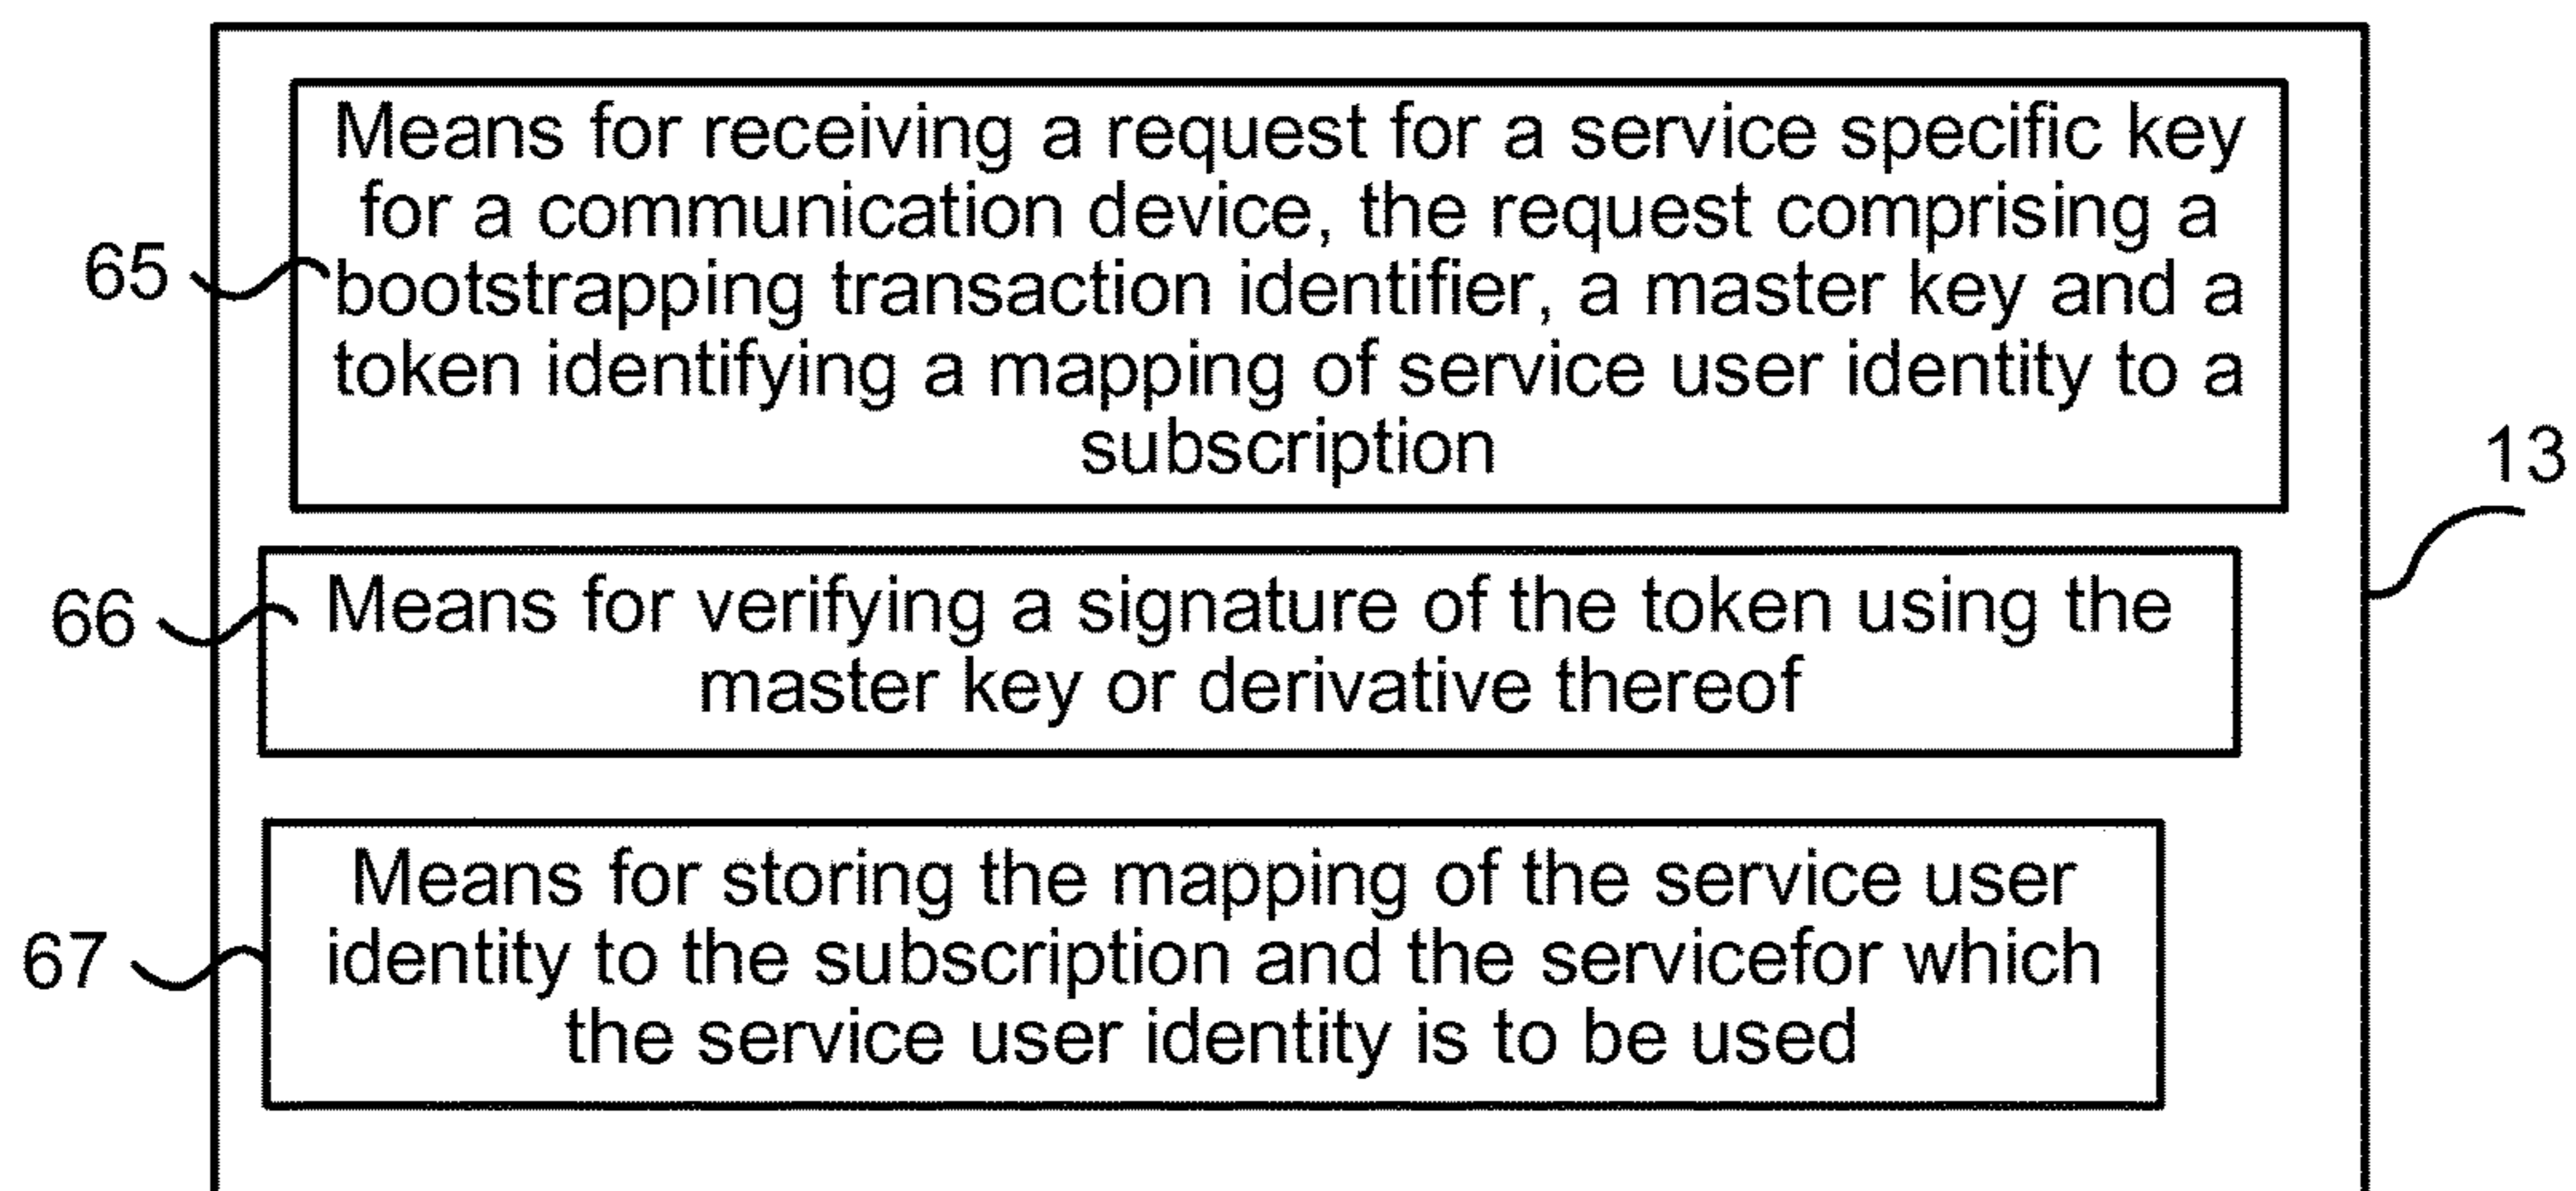 Means for receiving a request for a service specific key
for a communication device, the request comprising a
65
bootstrapping transaction identifier, a master key and a
token identifying a mapping of service user identity to a
subscription
13
66
Means for verifying a signature of the token using the
master key or derivative thereof
Means for storing the mapping of the service user
67
identity to the subscription and the servicefor which
the service user identity is to be used